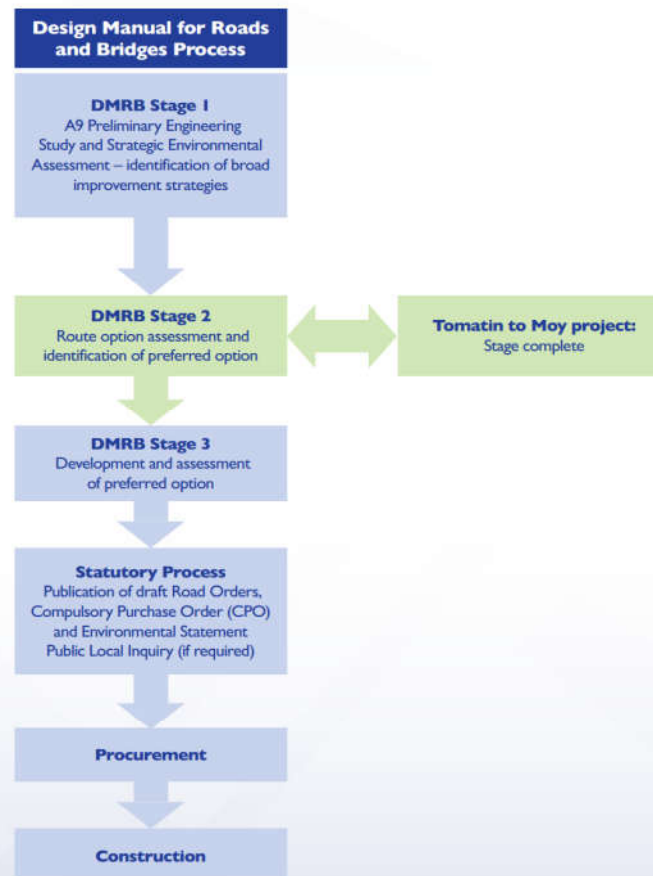 Design Manual for Roads
and Bridges Process
DMRB Stage 1
A9 Preliminary Engineering
Study and Strategic Environmental
Assessment – identification of broad
improvement strategies
DMRB Stage 2
Route option assessment and
identification of preferred option
Tomatin to Moy project:
Stage complete
DMRB Stage 3
Development and assessment
of preferred option
Statutory Process
Publication of draft Road Orders,
Compulsory Purchase Order (CPO)
and Environmental Statement
Public Local Inquiry (if required)
Procurement
Construction